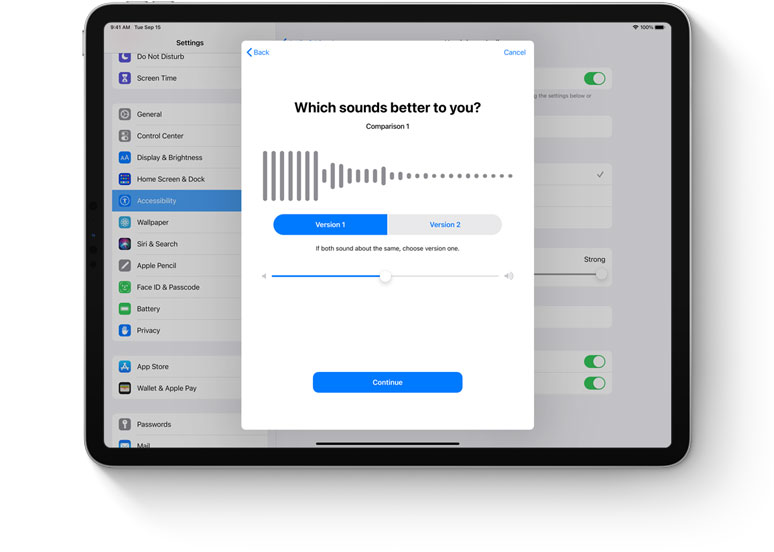 9:41 AM Tue Sep 15
100%
Settings
Do Not Disturb
Screen Time
General
Control Center
AA
Display & Brightness
Home Screen & Dock
Accessibility
Wallpaper
Siri & Search
Apple Pencil
Face ID & Passcode
Battery
Privacy
App Store
Wallet & Apple Pay
Passwords
Mail
Back
Cancel
Which sounds better to you?
Comparison 1
Version 1
Version 2
If both sound about the same, choose version one.
Continue
the settings below or
Strong